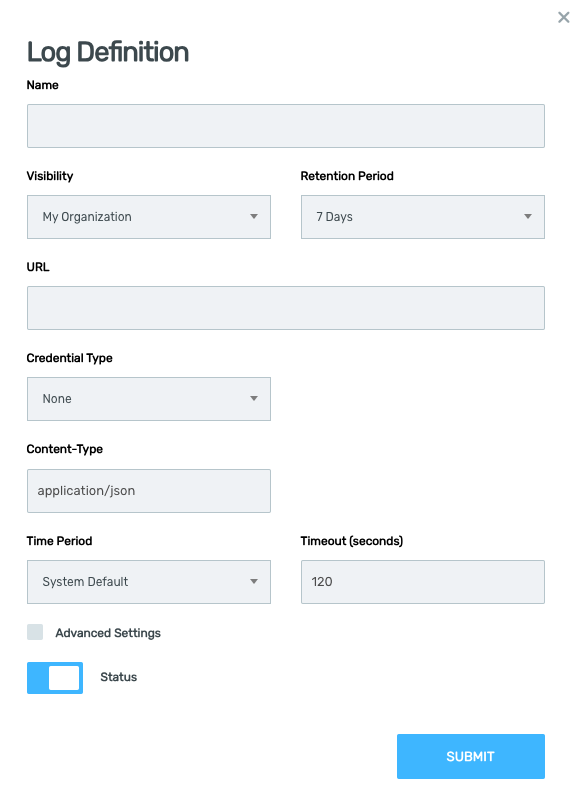 Log Definition
Name
Visibility
Retention Period
My Organization
7 Days
URL
Credential Type
None
Content-Type
application/json
Time Period
Timeout (seconds)
System Default
120
Advanced Settings
Status
SUBMIT